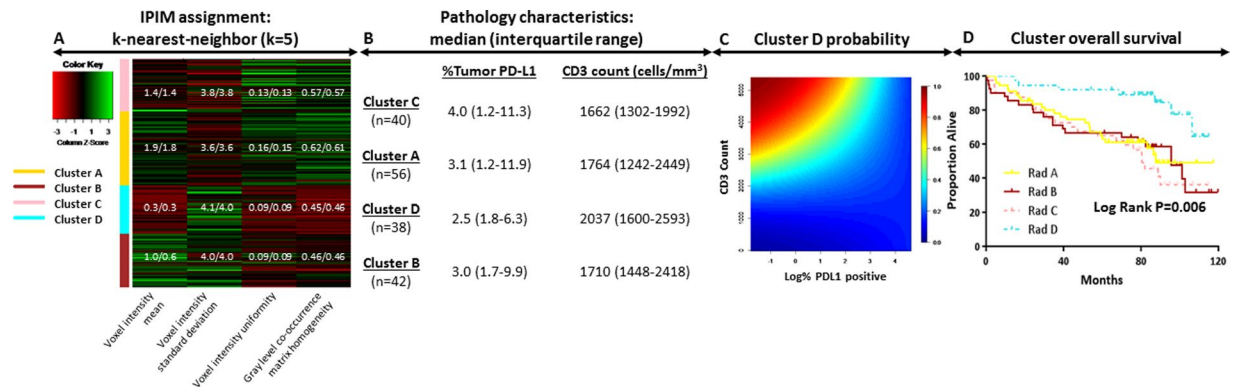 IPIM assignment:
k-nearest-neighbor (k=5)
A
Color Key
-3 -1 1 3
Column Z-Score
Cluster A
Cluster B
Cluster C
Cluster D
1.4/1.4 3.8/3.8 0.13/0.13 0.57/0.57
1.9/1.8 3.6/3.6 0.16/0.15 0.62/0.61
0.3/0.3 4.1/4.0 0.09/0.09 0.45/0.46
1.0/0.6 4.0/4.0 0.09/0.09 0.46/0.46
Voxel intensity
mean
Voxel intensity
standard deviation
Voxel intensity uniformity
Gray level co-occurrence
matrix homogeneity
Pathology characteristics:
median (interquartile range)
B
%Tumor PD-L1 CD3 count (cells/mm³)
Cluster C
(n=40)
4.0 (1.2-11.3) 1662 (1302-1992)
Cluster A
(n=56)
3.1 (1.2-11.9) 1764 (1242-2449)
Cluster D
(n=38)
2.5 (1.8-6.3) 2037 (1600-2593)
Cluster B
(n=42)
3.0 (1.7-9.9) 1710 (1448-2418)
C Cluster D probability
CD3 Count
-1 0 1 2 3 4
Log% PDL1 positive
1.0
0.8
0.6
0.4
0.2
0.0
D Cluster overall survival
Proportion Alive
100
80
60
40
20
0
Rad A
Rad B
Rad C
Rad D
Log Rank P=0.006
0 40 80 120
Months